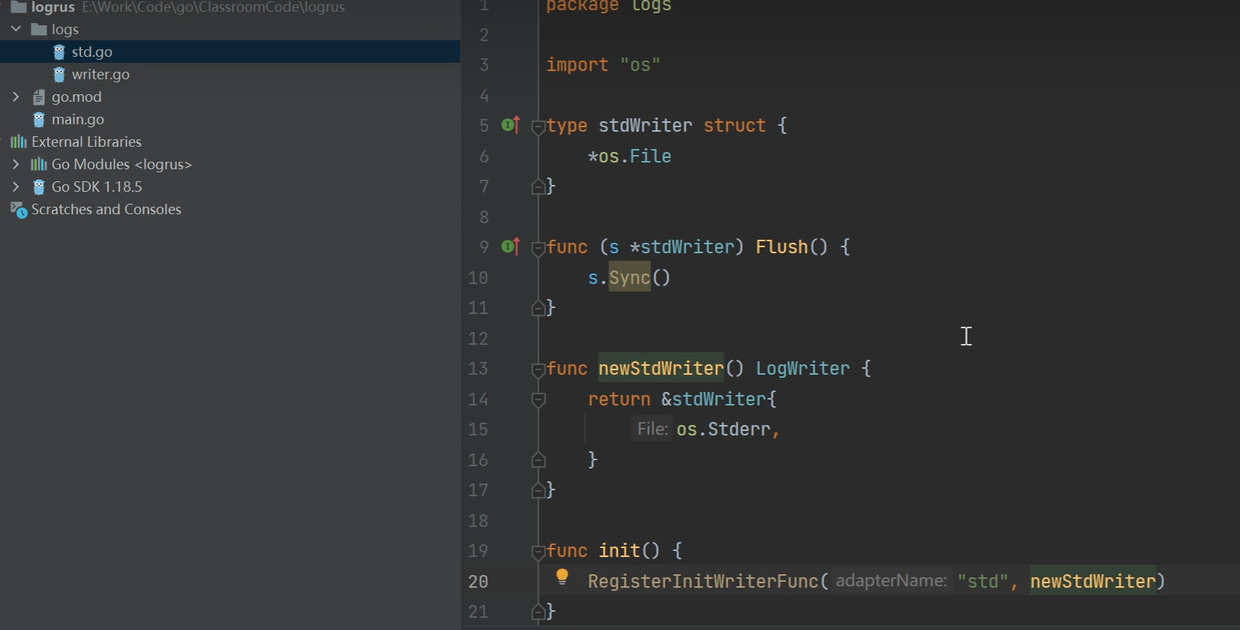 logrus E:\Work\Code\go\ClassroomCode\logrus
logs
std.go
writer.go
go.mod
main.go
External Libraries
Go Modules <logrus>
Go SDK 1.18.5
Scratches and Consoles
1 package logs
2
3 import "os"
4
5 type stdWriter struct {
6 *os.File
7 }
8
9 func (s *stdWriter) Flush() {
10 s.Sync()
11 }
12
13 func newStdWriter() LogWriter {
14 return &stdWriter{
15 File: os.Stderr,
16 }
17 }
18
19 func init() {
20 RegisterInitWriterFunc( adapterName: "std", newStdWriter)
21 }